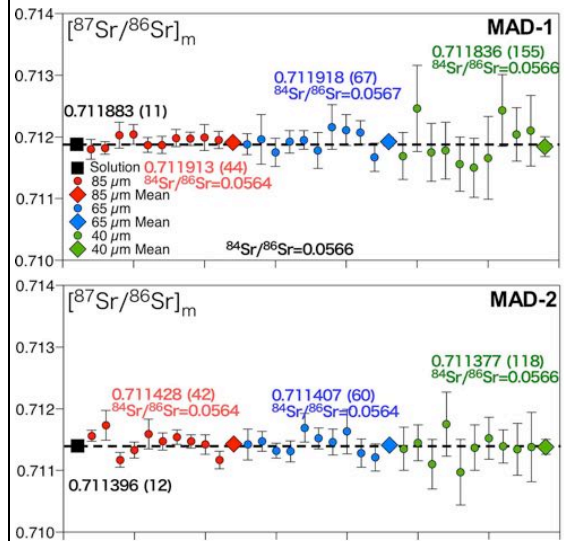 0.714
[⁸⁷Sr/⁸⁶Sr]ₘ
MAD-1
0.711836 (155)
⁸⁴Sr/⁸⁶Sr=0.0566
0.713
0.711918 (67)
⁸⁴Sr/⁸⁶Sr=0.0567
0.711883 (11)
0.712
Solution
0.711913 (44)
85 µm
⁸⁴Sr/⁸⁶Sr=0.0564
85 µm Mean
0.711
65 µm
65 µm Mean
40 µm
40 µm Mean
⁸⁴Sr/⁸⁶Sr=0.0566
0.710
0.714
[⁸⁷Sr/⁸⁶Sr]ₘ
MAD-2
0.713
0.711377 (118)
⁸⁴Sr/⁸⁶Sr=0.0566
0.711428 (42)
⁸⁴Sr/⁸⁶Sr=0.0564
0.711407 (60)
⁸⁴Sr/⁸⁶Sr=0.0564
0.712
0.711
0.711396 (12)
0.710